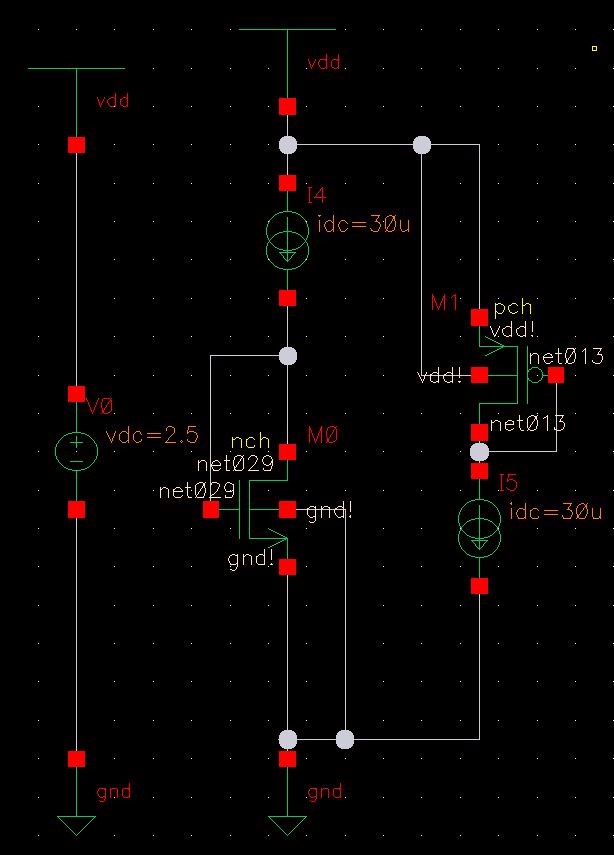 vdd
vdd
I4
idc=30u
M1
pch
vdd!
net013
vdd!
V0
vdc=2.5
nch
M0
net029
net013
net029
I5
gnd!
idc=30u
gnd!
gnd
gnd